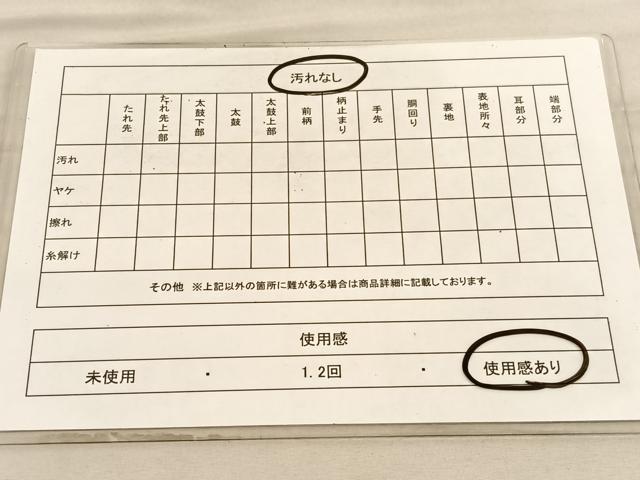 汚れなし
たれ先 たれ先上部 太鼓下部 太鼓 太鼓上部 前柄 柄止まり 手先 胴回り 裏地 表地所々 耳部分 端部分
汚れ
ヤケ
擦れ
糸解け
その他 ※上記以外の箇所に難がある場合は商品詳細に記載しております。
使用感
未使用 ・ 1.2回 ・ 使用感あり